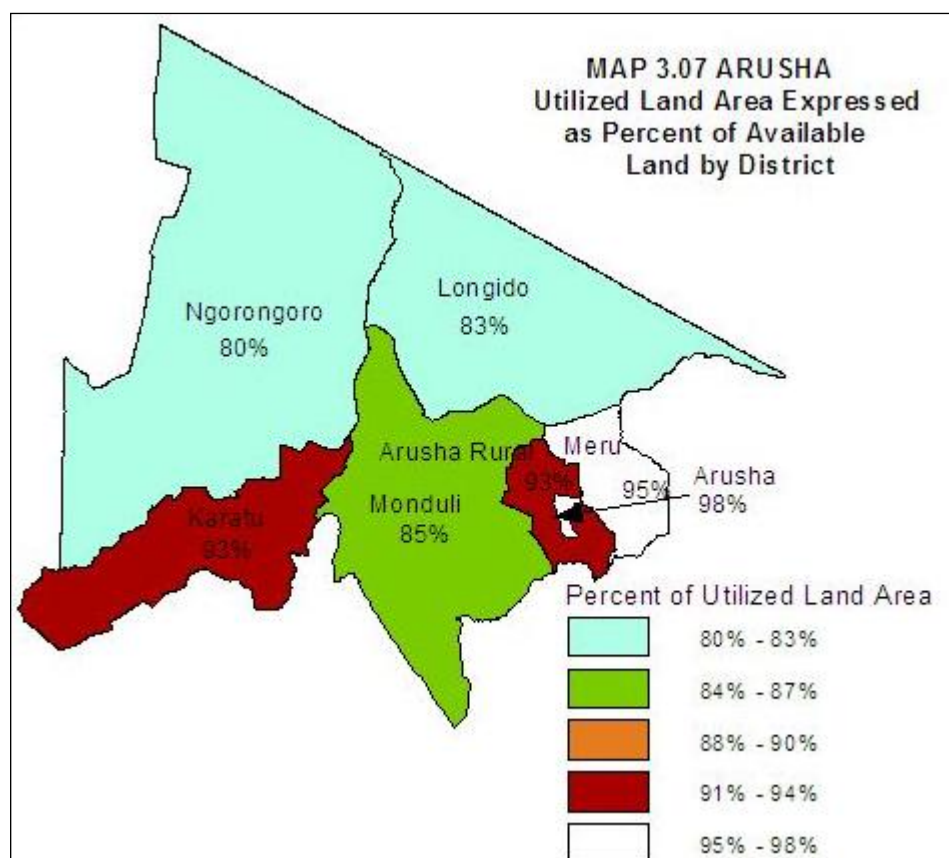 MAP 3.07 ARUSHA
Utilized Land Area Expressed
as Percent of Available
Land by District
Longido
83%
Ngorongoro
80%
Meru
Arusha Rural
93%
95%
Arusha
98%
Monduli
85%
Karatu
93%
Percent of Utilized Land Area
80% - 83%
84% - 87%
88% - 90%
91% - 94%
95% - 98%